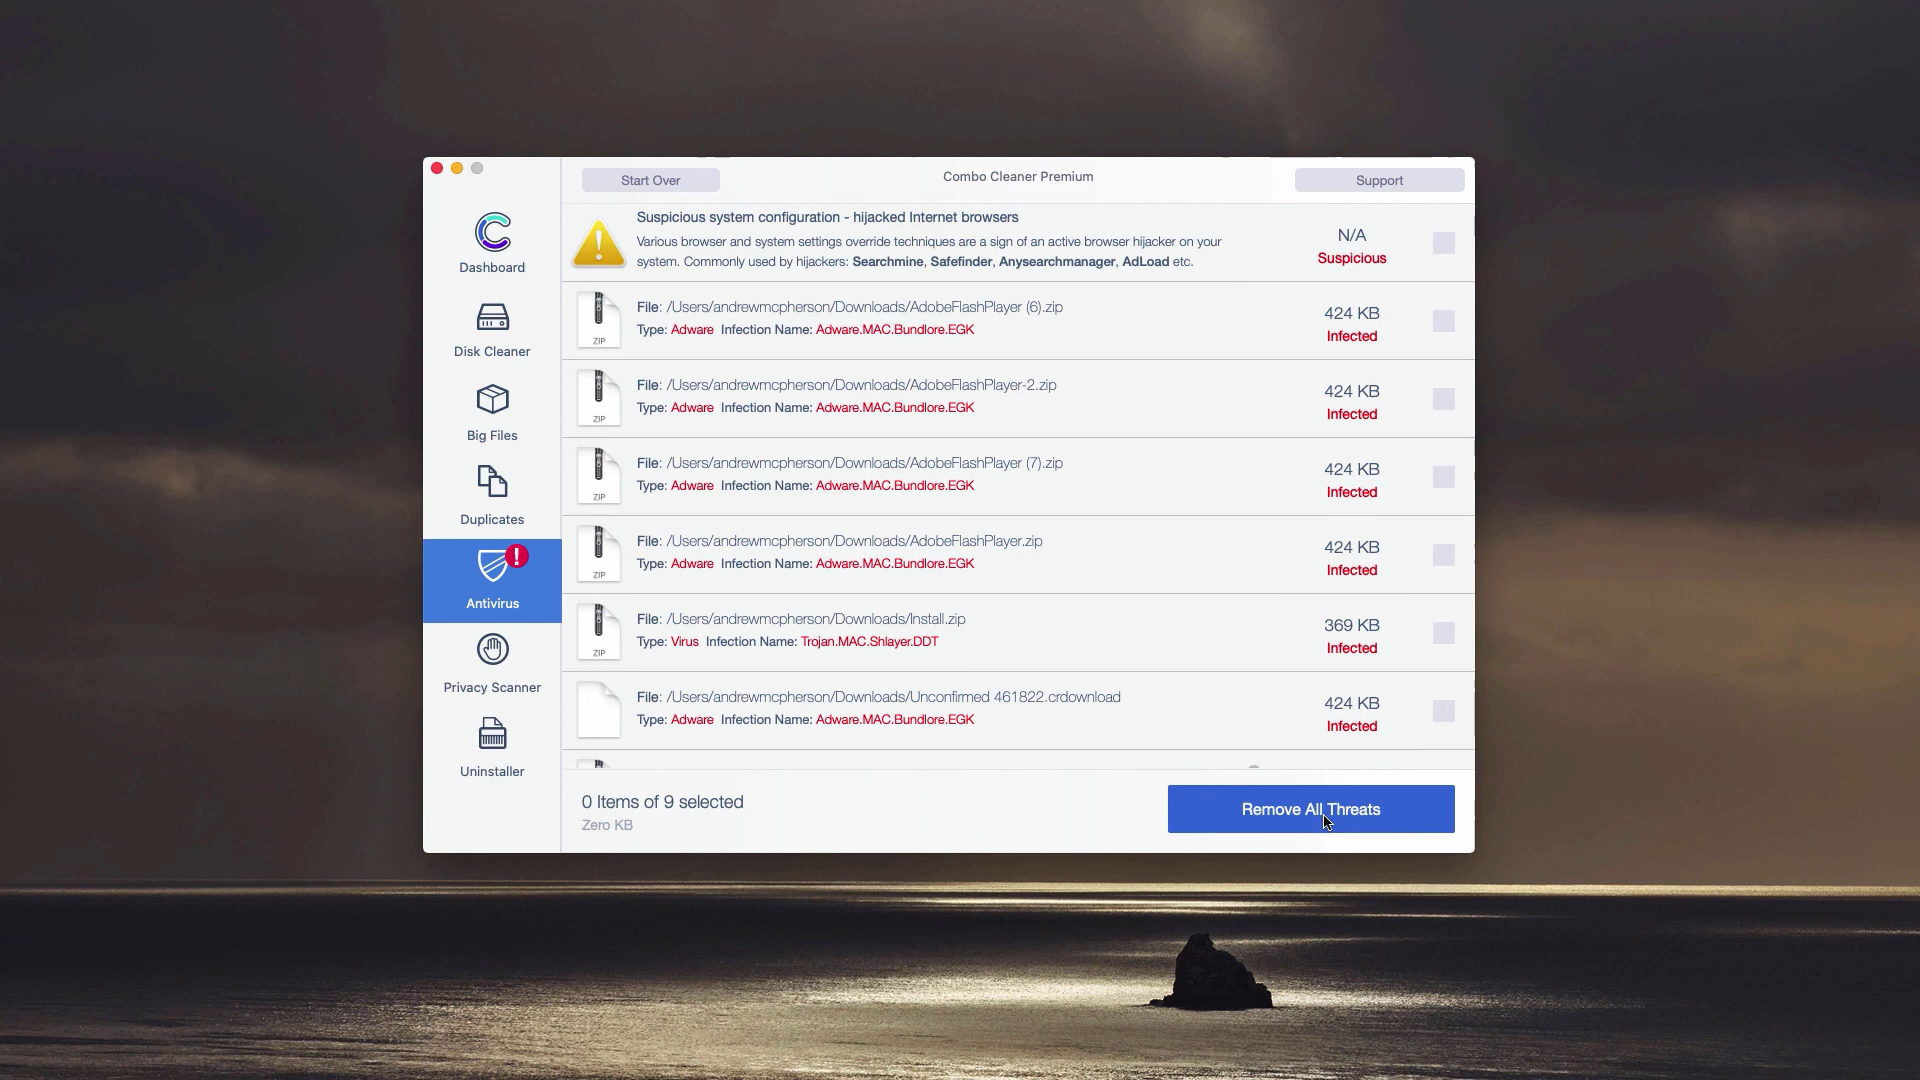 Start Over
Combo Cleaner Premium
Support
Dashboard
Disk Cleaner
Big Files
Duplicates
!
Antivirus
Privacy Scanner
Uninstaller
Suspicious system configuration - hijacked Internet browsers
Various browser and system settings override techniques are a sign of an active browser hijacker on your
system. Commonly used by hijackers: Searchmine, Safefinder, Anysearchmanager, AdLoad etc.
N/A
Suspicious
ZIP
File: /Users/andrewmcpherson/Downloads/AdobeFlashPlayer (6).zip
Type: Adware Infection Name: Adware.MAC.Bundlore.EGK
424 KB
Infected
ZIP
File: /Users/andrewmcpherson/Downloads/AdobeFlashPlayer-2.zip
Type: Adware Infection Name: Adware.MAC.Bundlore.EGK
424 KB
Infected
ZIP
File: /Users/andrewmcpherson/Downloads/AdobeFlashPlayer (7).zip
Type: Adware Infection Name: Adware.MAC.Bundlore.EGK
424 KB
Infected
ZIP
File: /Users/andrewmcpherson/Downloads/AdobeFlashPlayer.zip
Type: Adware Infection Name: Adware.MAC.Bundlore.EGK
424 KB
Infected
ZIP
File: /Users/andrewmcpherson/Downloads/Install.zip
Type: Virus Infection Name: Trojan.MAC.Shlayer.DDT
369 KB
Infected
File: /Users/andrewmcpherson/Downloads/Unconfirmed 461822.crdownload
Type: Adware Infection Name: Adware.MAC.Bundlore.EGK
424 KB
Infected
0 Items of 9 selected
Zero KB
Remove All Threats